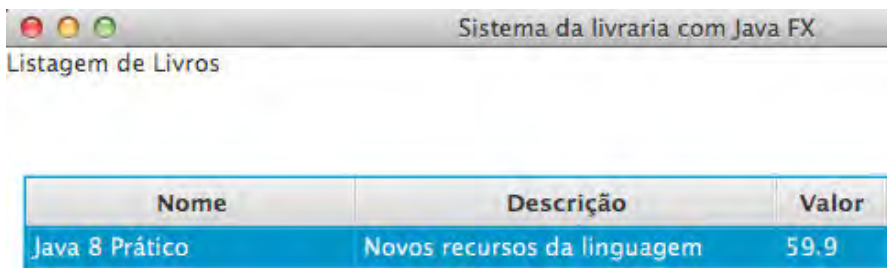 Sistema da livraria com Java FX
Listagem de Livros
Nome Descrição Valor
Java 8 Prático Novos recursos da linguagem 59.9